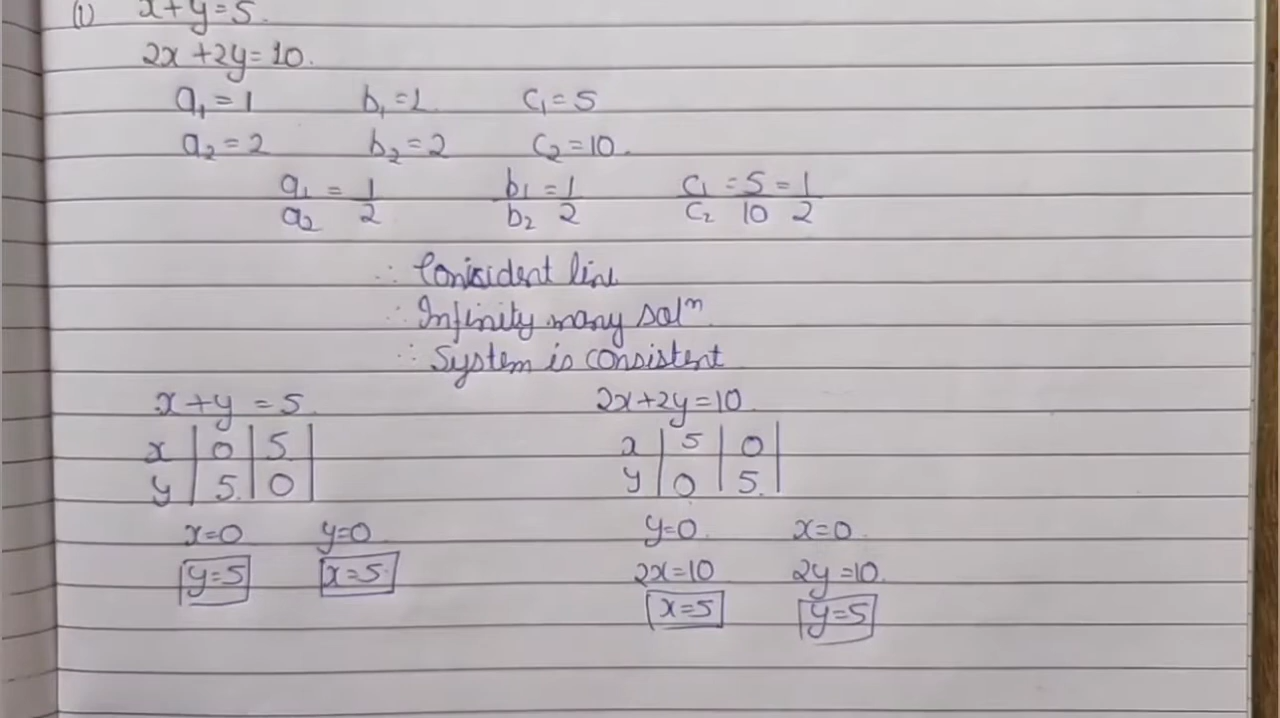 (1) x+y=5.
2x+2y=10.
a₁=1 b₁=1 c₁=5
a₂=2 b₂=2 c₂=10.
a₁/a₂ = 1/2 b₁/b₂ = 1/2 c₁/c₂ = 5/10 = 1/2
∴ Conicident line
∴ Infinity many solⁿ.
∴ System is consistent
x+y=5. 2x+2y=10.
x | 0 | 5 | x | 5 | 0 |
y | 5 | 0 | y | 0 | 5 |
x=0 y=0 y=0 x=0
y=5 x=5 2x=10 2y=10.
x=5 y=5